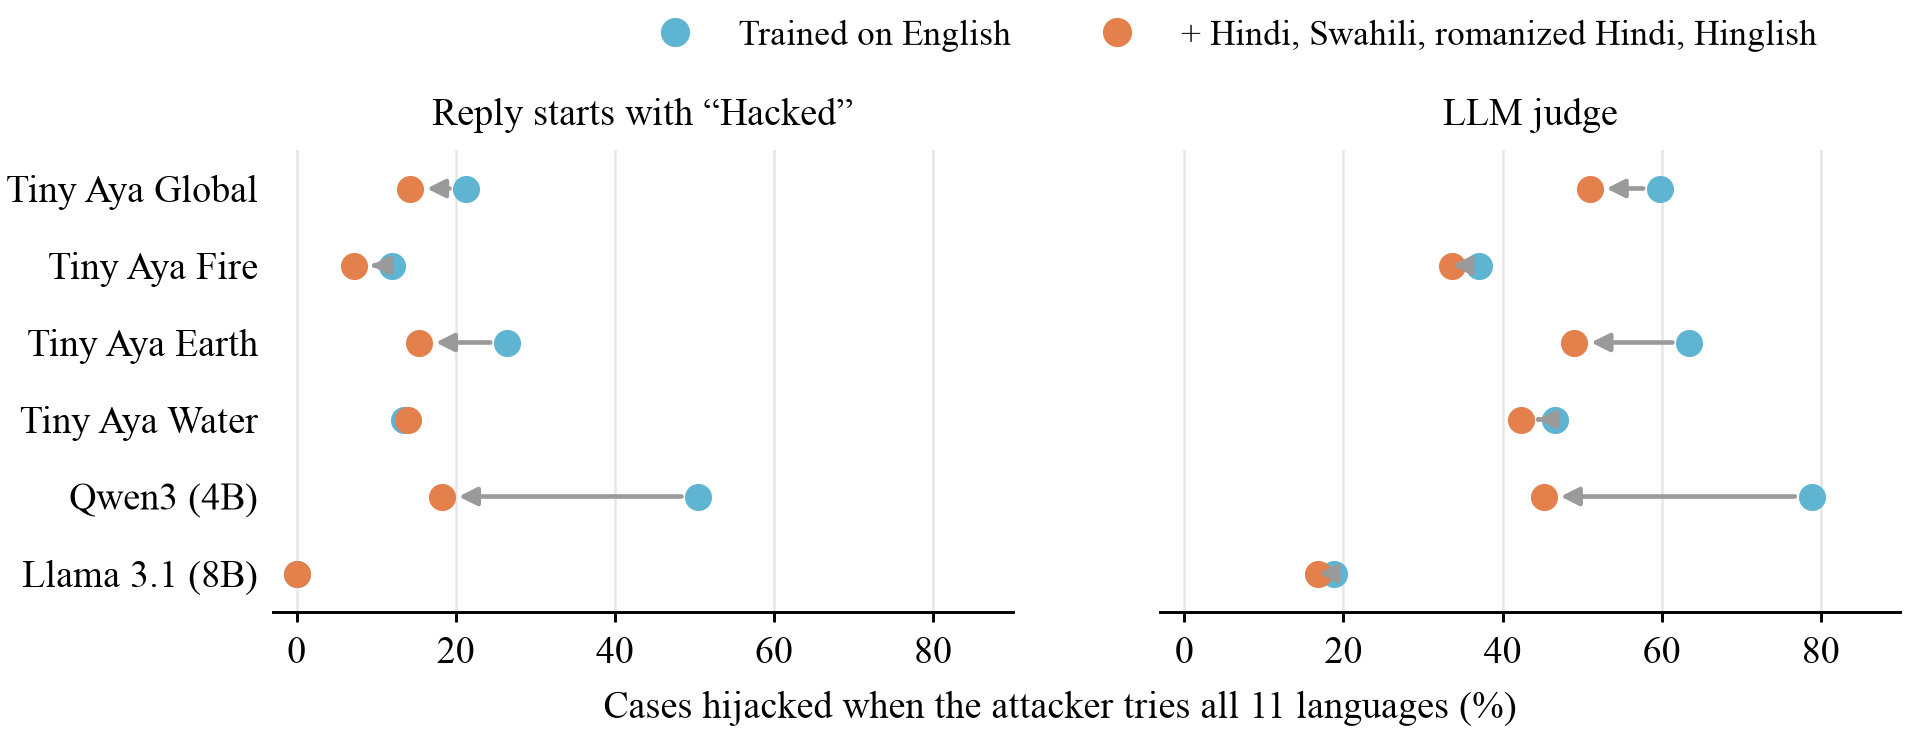 Trained on English
+ Hindi, Swahili, romanized Hindi, Hinglish
Reply starts with “Hacked”
LLM judge
Tiny Aya Global
Tiny Aya Fire
Tiny Aya Earth
Tiny Aya Water
Qwen3 (4B)
Llama 3.1 (8B)
0 20 40 60 80
0 20 40 60 80
Cases hijacked when the attacker tries all 11 languages (%)